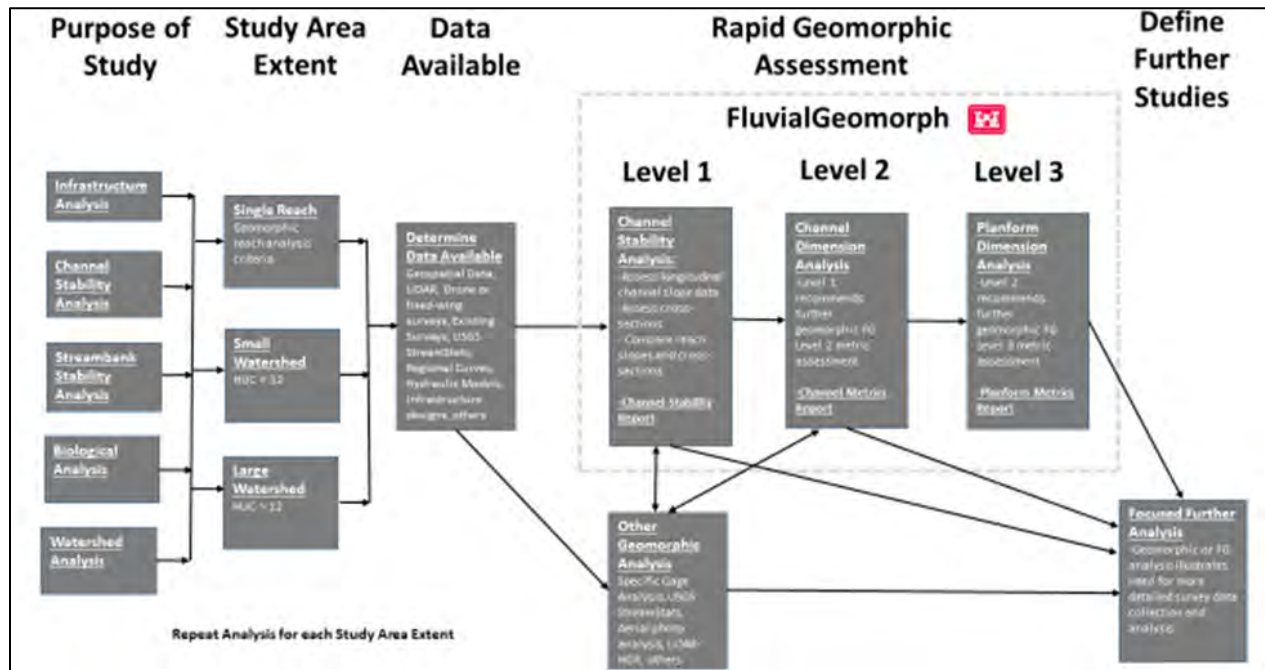 Purpose of
Study
Study Area
Extent
Data
Available
Rapid Geomorphic
Assessment
Define
Further
Studies
FluvialGeomorph
Level 1
Level 2
Level 3
Infrastructure
Analysis
Channel
Stability
Analysis
Streambank
Stability
Analysis
Biological
Analysis
Watershed
Analysis
Single Reach
Geomorphic
reach analysis
criteria
Small
Watershed
HUC < 12
Large
Watershed
HUC > 12
Determine
Data Available
Geospatial Data,
LiDAR, Drone or
fixed-wing
surveys, Existing
Surveys, USGS
StreamStats,
Regional Curves,
Hydraulic Models,
Infrastructure
designs, others
Channel
Stability
Analysis:
-Assess longitudinal
channel slope data
-Assess cross-
sections
- Compare reach
slopes and cross-
sections
-Channel Stability
Report
Channel
Dimension
Analysis
-Level 1
recommends
further
geomorphic FG
Level 2 metric
assessment
-Channel Metrics
Report
Planform
Dimension
Analysis
-Level 2
recommends
further
geomorphic FG
Level 3 metric
assessment
-Planform Metrics
Report
Other
Geomorphic
Analysis
Specific Gage
Analysis, USGS
StreamStats,
Aerial photo
analysis, LiDAR-
others
Focused Further
Analysis
-Geomorphic or FG
analysis illustrates
need for more
detailed survey data
collection and
analysis
Repeat Analysis for each Study Area Extent